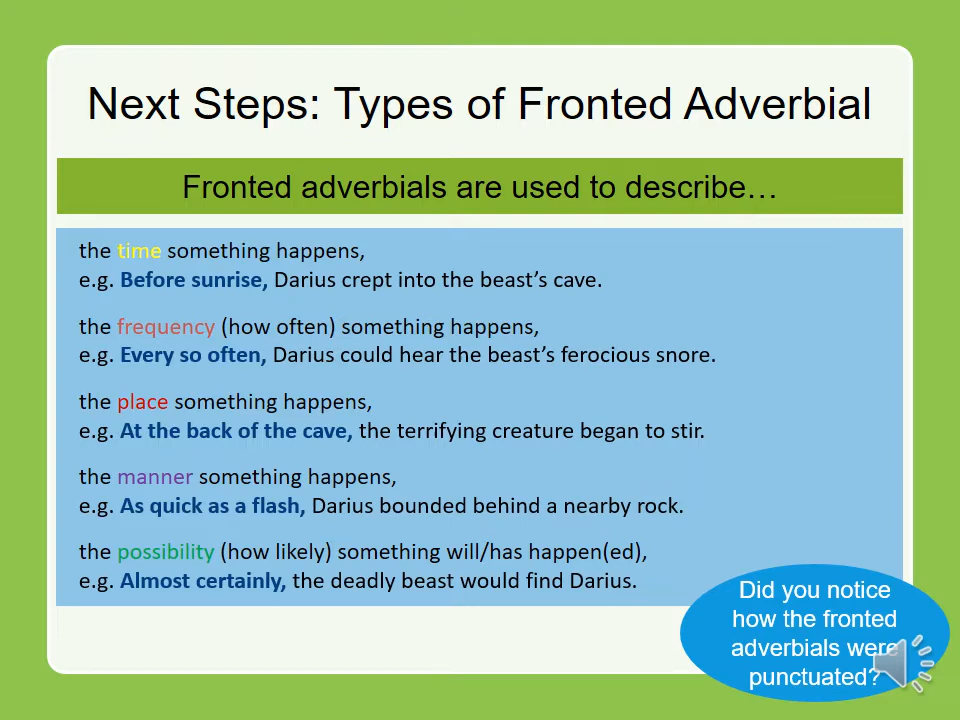 Next Steps: Types of Fronted Adverbial
Fronted adverbials are used to describe…
the time something happens,
e.g. Before sunrise, Darius crept into the beast’s cave.
the frequency (how often) something happens,
e.g. Every so often, Darius could hear the beast’s ferocious snore.
the place something happens,
e.g. At the back of the cave, the terrifying creature began to stir.
the manner something happens,
e.g. As quick as a flash, Darius bounded behind a nearby rock.
the possibility (how likely) something will/has happen(ed),
e.g. Almost certainly, the deadly beast would find Darius.
Did you notice
how the fronted
adverbials were
punctuated?